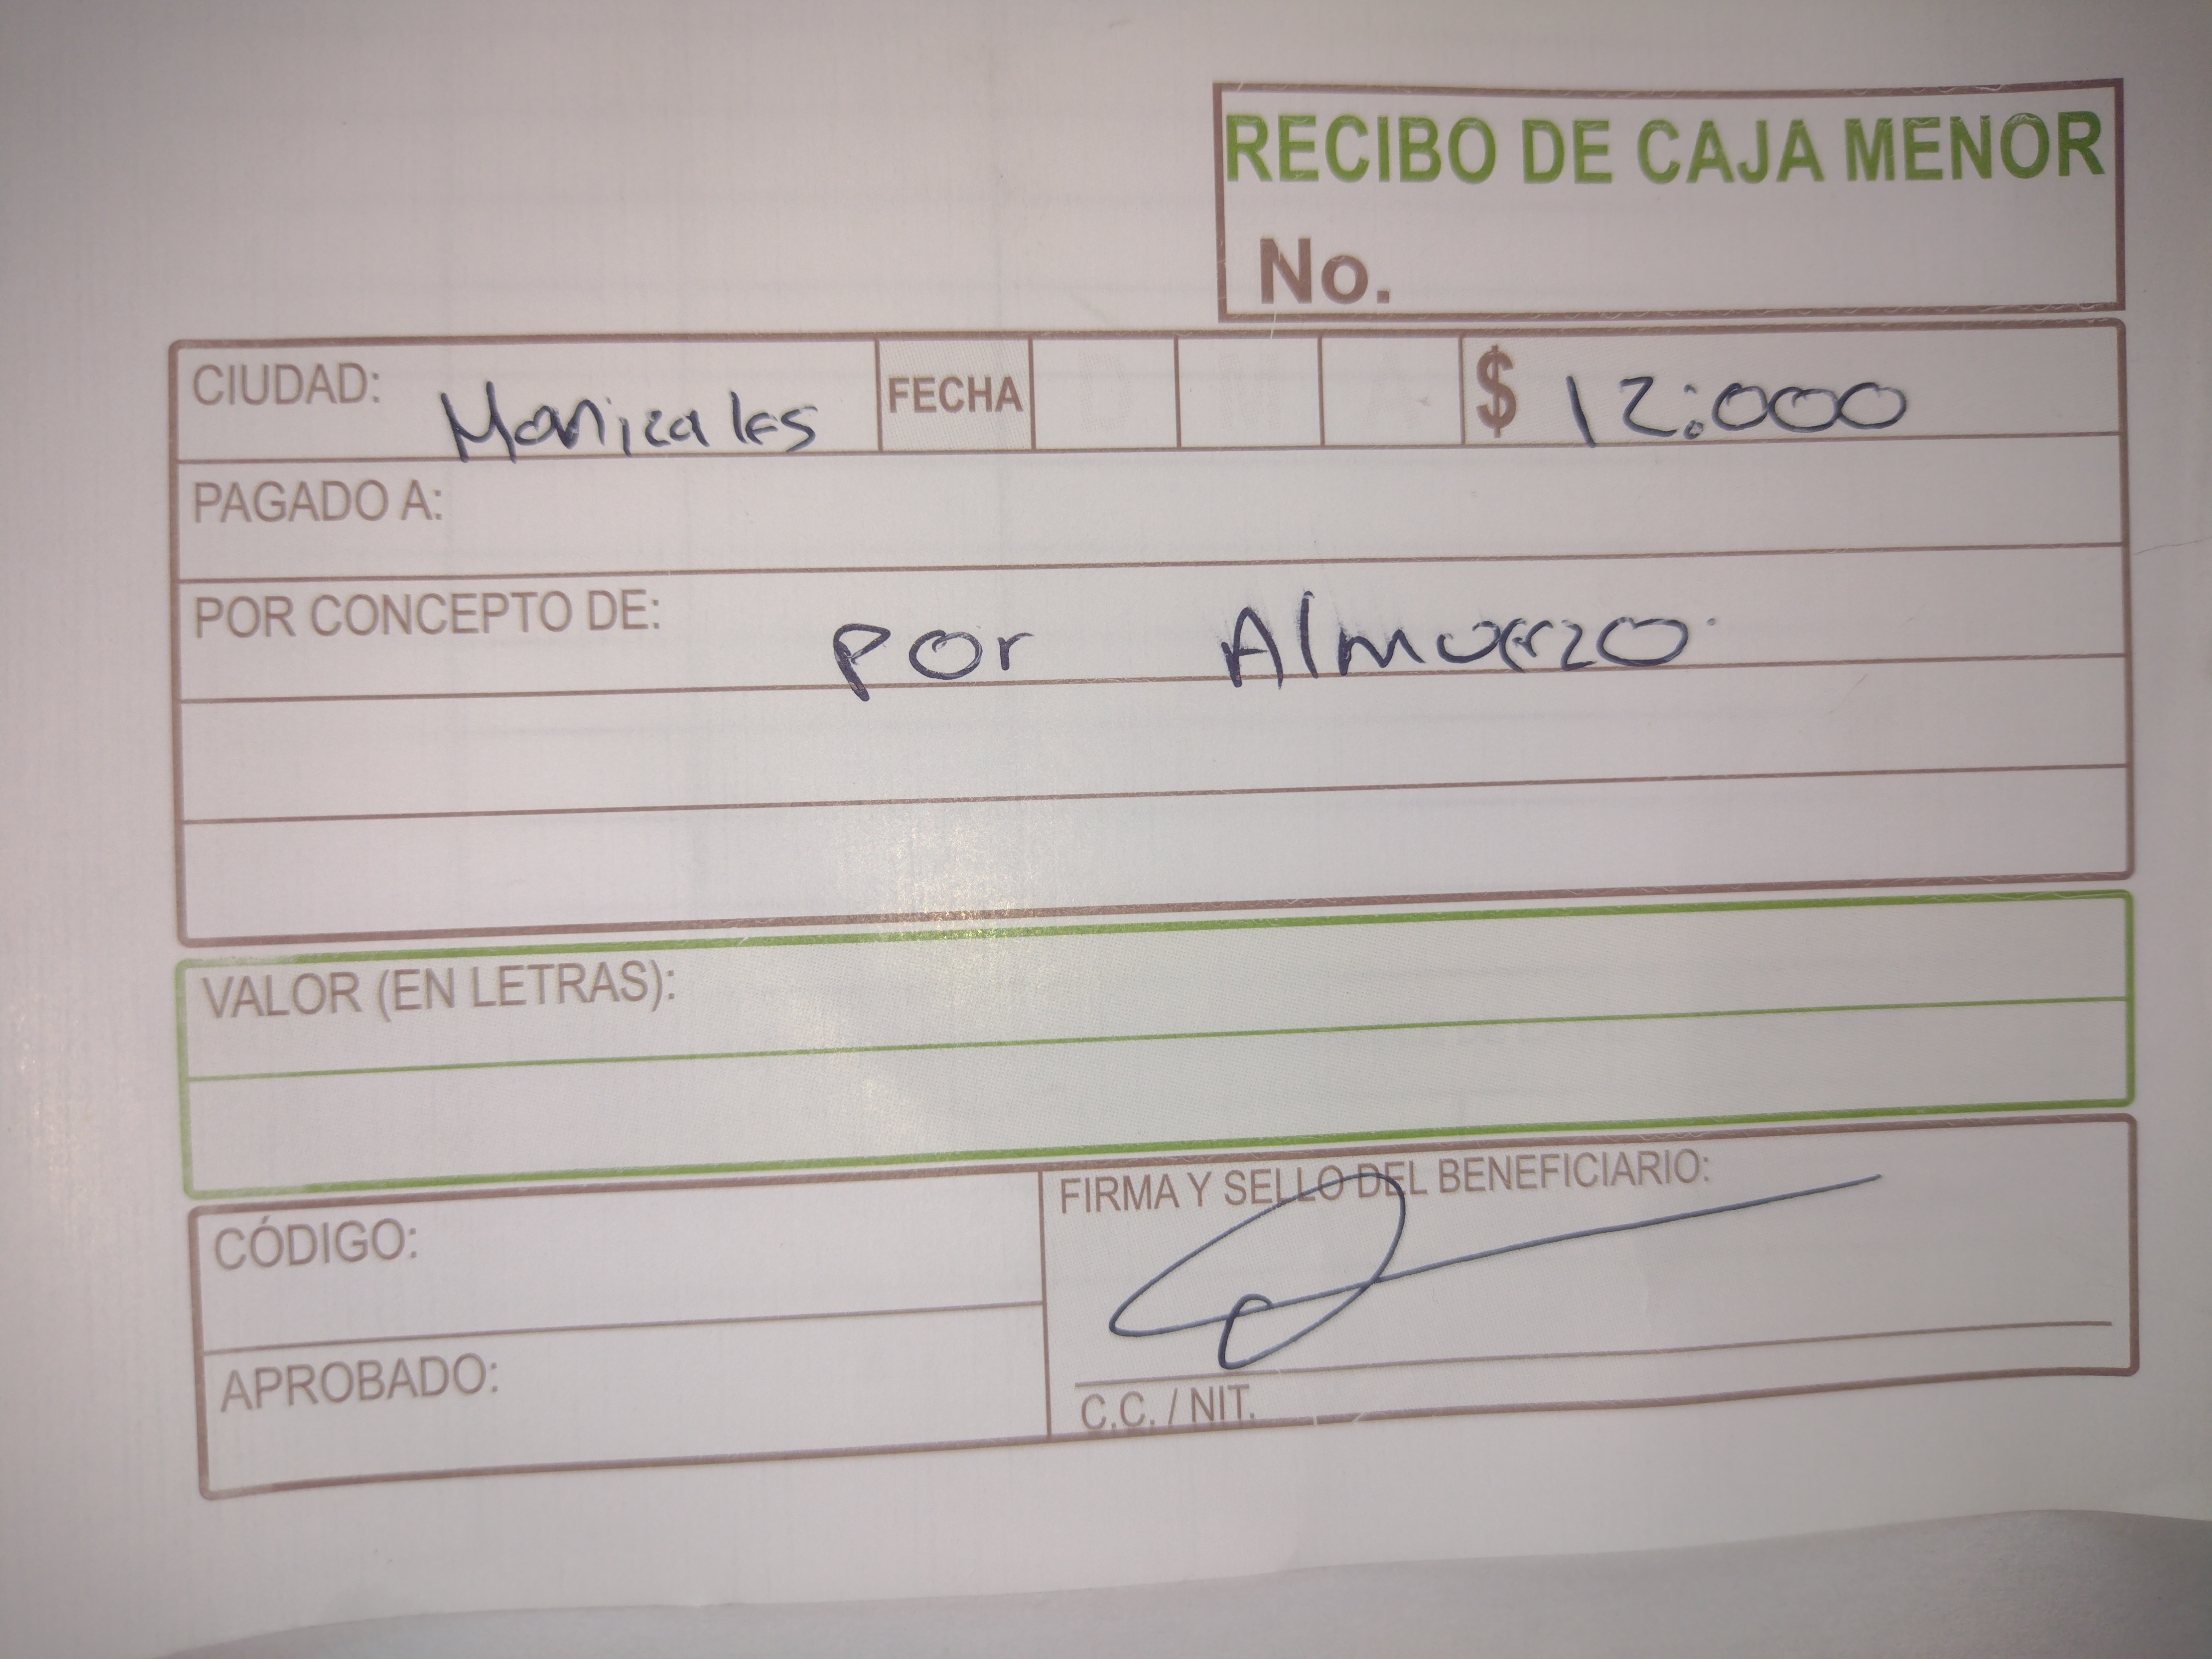 RECIBO DE CAJA MENOR
No.
CIUDAD: Manizales FECHA D M A $ 12:000
PAGADO A:
POR CONCEPTO DE: Por Almuerzo.
VALOR (EN LETRAS):
CÓDIGO:
FIRMA Y SELLO DEL BENEFICIARIO:
APROBADO:
C.C. / NIT.